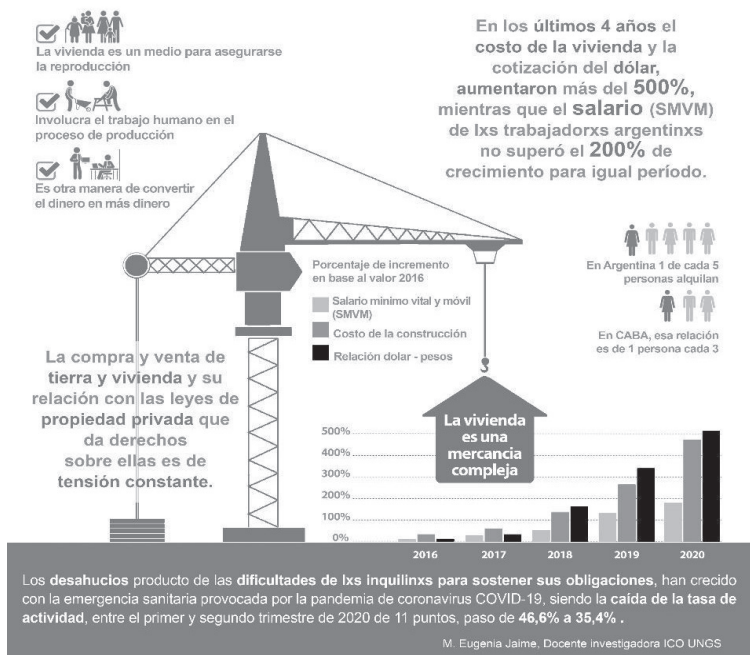 La vivienda es un medio para asegurarse
la reproducción
Involucra el trabajo humano en el
proceso de producción
Es otra manera de convertir
el dinero en más dinero
En los últimos 4 años el
costo de la vivienda y la
cotización del dólar,
aumentaron más del 500%,
mientras que el salario (SMVM)
de lxs trabajadorxs argentinxs
no superó el 200% de
crecimiento para igual período.
En Argentina 1 de cada 5
personas alquilan
En CABA, esa relación
es de 1 persona cada 3
Porcentaje de incremento
en base al valor 2016
Salario minimo vital y móvil
(SMVM)
Costo de la construcción
Relación dolar - pesos
La compra y venta de
tierra y vivienda y su
relación con las leyes de
propiedad privada que
da derechos
sobre ellas es de
tensión constante.
La vivienda
es una
mercancia
compleja
500%
400%
300%
200%
100%
0%
2016 2017 2018 2019 2020
Los desahucios producto de las dificultades de lxs inquilinxs para sostener sus obligaciones, han crecido
con la emergencia sanitaria provocada por la pandemia de coronavirus COVID-19, siendo la caída de la tasa de
actividad, entre el primer y segundo trimestre de 2020 de 11 puntos, paso de 46,6% a 35,4% .
M. Eugenia Jaime, Docente investigadora ICO UNGS